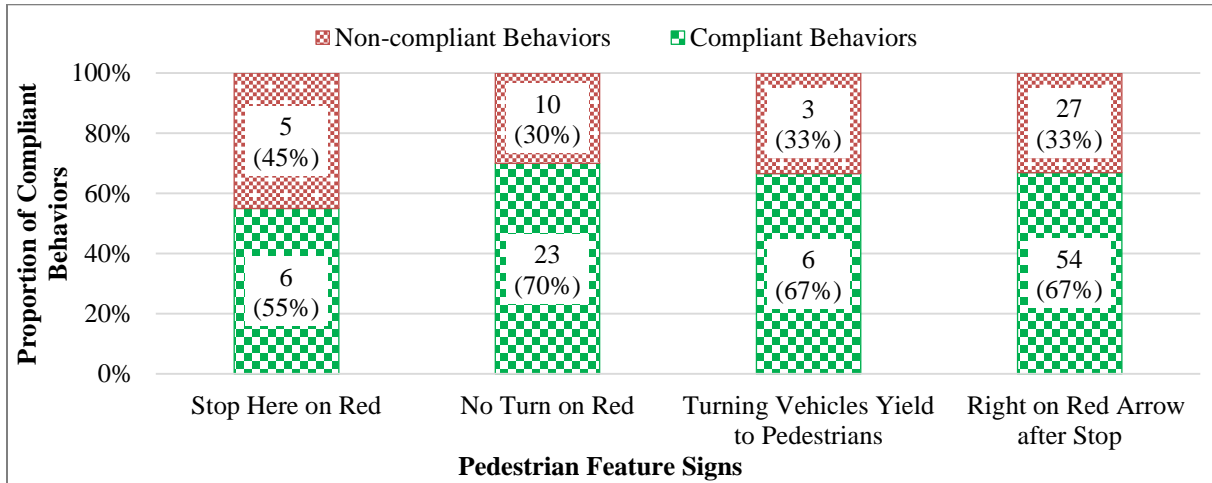 Non-compliant Behaviors
Compliant Behaviors
Proportion of Compliant
Behaviors
100%
80%
60%
40%
20%
0%
5
(45%)
6
(55%)
10
(30%)
23
(70%)
3
(33%)
6
(67%)
27
(33%)
54
(67%)
Stop Here on Red
No Turn on Red
Turning Vehicles Yield
to Pedestrians
Right on Red Arrow
after Stop
Pedestrian Feature Signs